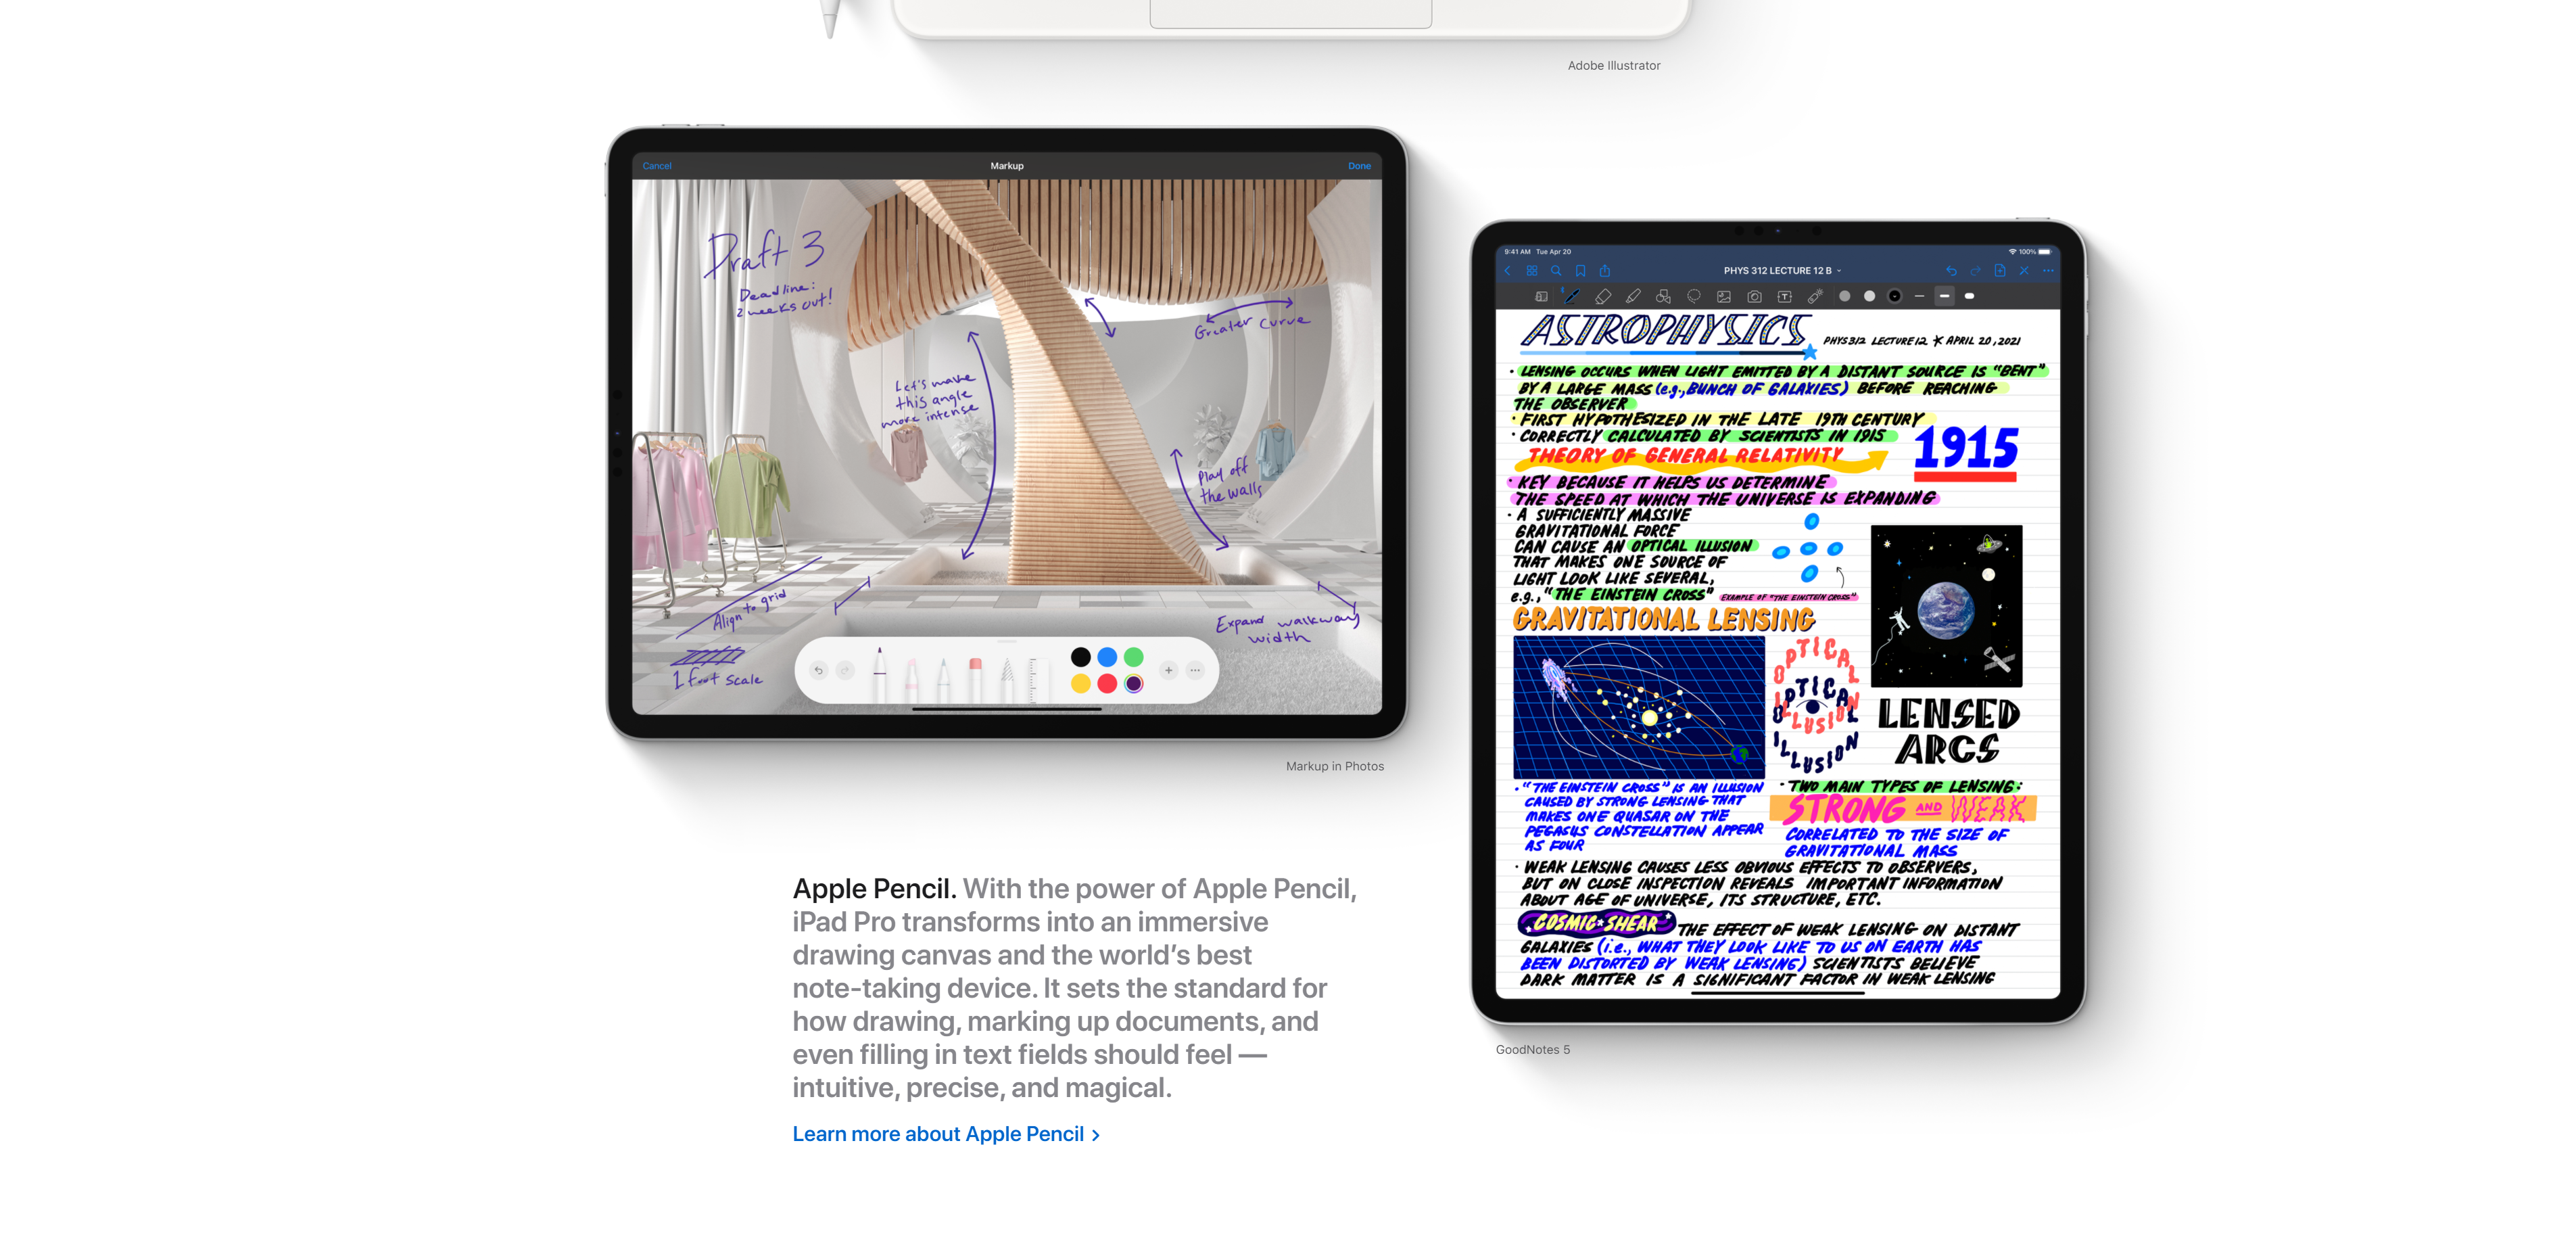 Adobe Illustrator
Cancel
Markup
Done
Draft 3
Deadline:
2 weeks out!
Greater Curve
Let's make
this angle
more intense
Play off
the walls
Align to grid
1 foot scale
Expand walkway
width
Markup in Photos
9:41 AM Tue Apr 20
100%
PHYS 312 LECTURE 12 B
ASTROPHYSICS
PHYS 312 LECTURE 12 APRIL 20, 2021
• LENSING OCCURS WHEN LIGHT EMITTED BY A DISTANT SOURCE IS "BENT"
BY A LARGE MASS (e.g., BUNCH OF GALAXIES) BEFORE REACHING
THE OBSERVER
• FIRST HYPOTHESIZED IN THE LATE 19TH CENTURY
• CORRECTLY CALCULATED BY SCIENTISTS IN 1915
1915
THEORY OF GENERAL RELATIVITY
• KEY BECAUSE IT HELPS US DETERMINE
THE SPEED AT WHICH THE UNIVERSE IS EXPANDING
• A SUFFICIENTLY MASSIVE
GRAVITATIONAL FORCE
CAN CAUSE AN OPTICAL ILLUSION
THAT MAKES ONE SOURCE OF
LIGHT LOOK LIKE SEVERAL,
e.g., "THE EINSTEIN CROSS"
EXAMPLE OF "THE EINSTEIN CROSS"
GRAVITATIONAL LENSING
OPTICAL
OPTICAL
ILLUSION
ILLUSION
LENSED
ARCS
• "THE EINSTEIN CROSS" IS AN ILLUSION
CAUSED BY STRONG LENSING THAT
MAKES ONE QUASAR ON THE
PEGASUS CONSTELLATION APPEAR
AS FOUR
• TWO MAIN TYPES OF LENSING:
STRONG AND WEAK
CORRELATED TO THE SIZE OF
GRAVITATIONAL MASS
• WEAK LENSING CAUSES LESS OBVIOUS EFFECTS TO OBSERVERS,
BUT ON CLOSE INSPECTION REVEALS IMPORTANT INFORMATION
ABOUT AGE OF UNIVERSE, ITS STRUCTURE, ETC.
COSMIC SHEAR THE EFFECT OF WEAK LENSING ON DISTANT
GALAXIES (i.e., WHAT THEY LOOK LIKE TO US ON EARTH HAS
BEEN DISTORTED BY WEAK LENSING) SCIENTISTS BELIEVE
DARK MATTER IS A SIGNIFICANT FACTOR IN WEAK LENSING
GoodNotes 5
Apple Pencil. With the power of Apple Pencil,
iPad Pro transforms into an immersive
drawing canvas and the world's best
note-taking device. It sets the standard for
how drawing, marking up documents, and
even filling in text fields should feel —
intuitive, precise, and magical.
Learn more about Apple Pencil >